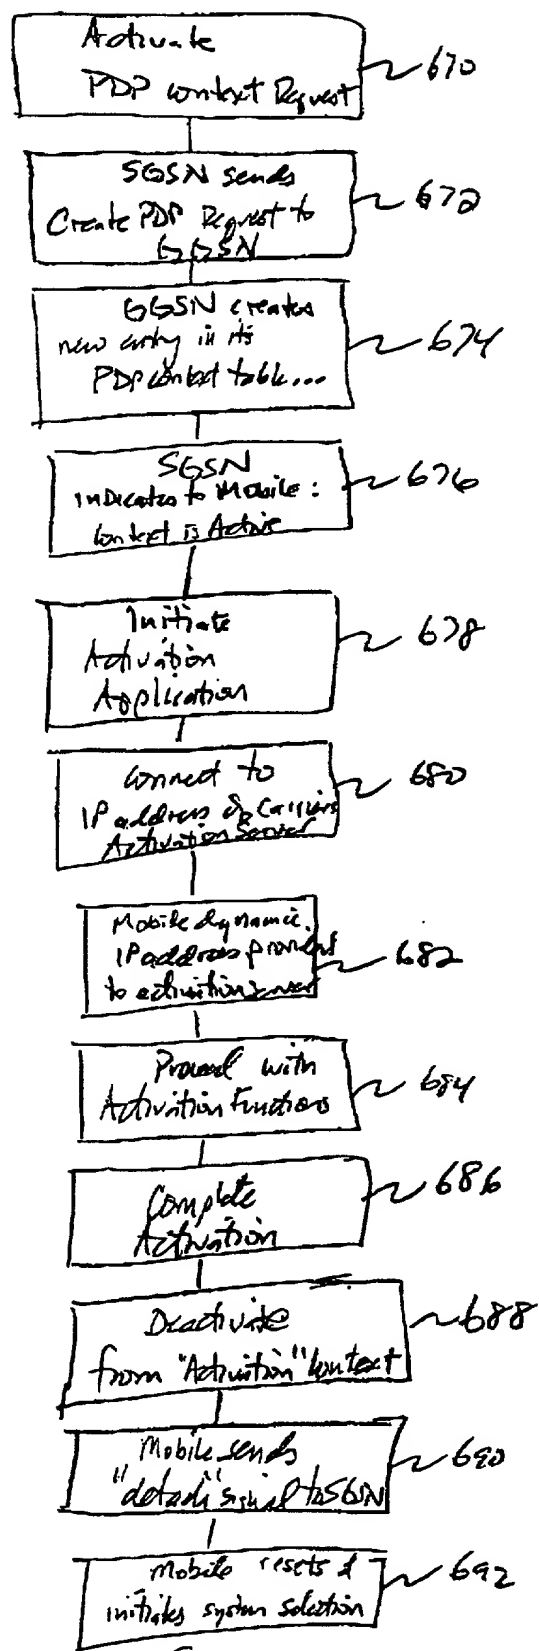 Activate
PDP context Request
670
SGSN sends
Create PDP Request to
GGSN
672
GGSN creates
new entry in its
PDP context table...
674
SGSN
Indicates to Mobile:
Context is Active
676
Initiate
Activation
Application
678
Connect to
IP address of Carriers
Activation Server
680
Mobile dynamic
IP address provided
to activation server
682
Proceed with
Activation Functions
684
Complete
Activation
686
Deactivate
from "Activation" Context
688
Mobile sends
"detach" signal to SGSN
690
Mobile resets &
initiates system selection
692